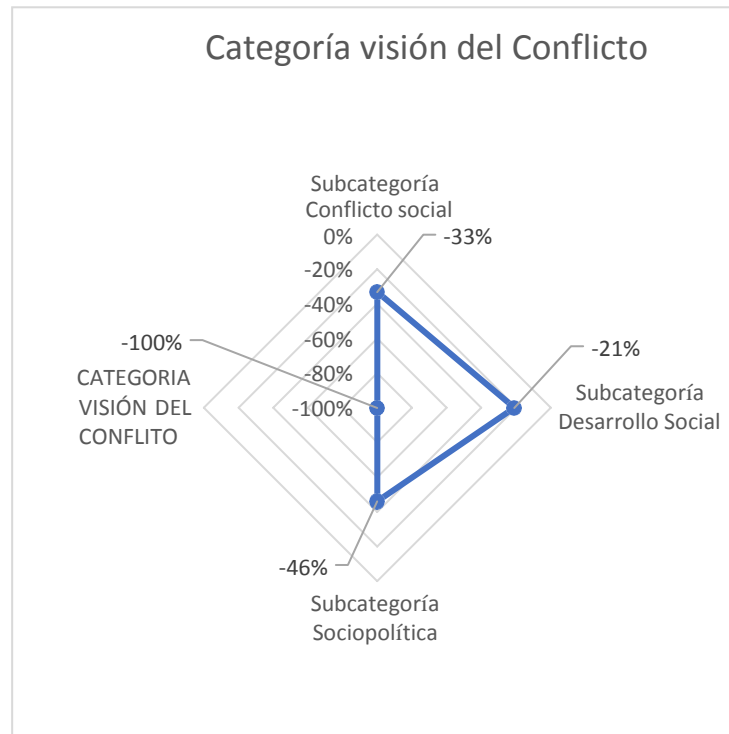 Categoría visión del Conflicto
Subcategoría
Conflicto social
0%
-33%
-20%
-40%
-100%
-21%
-60%
CATEGORIA
VISIÓN DEL
CONFLITO
-80%
-100%
Subcategoría
Desarrollo Social
-46%
Subcategoría
Sociopolítica